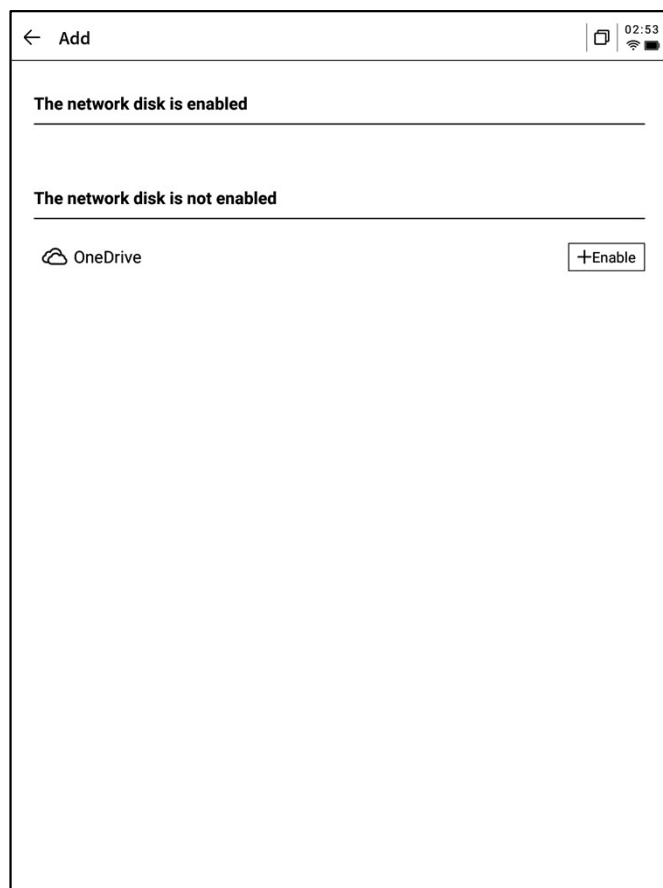 Add
02:53
The network disk is enabled
The network disk is not enabled
OneDrive
+Enable